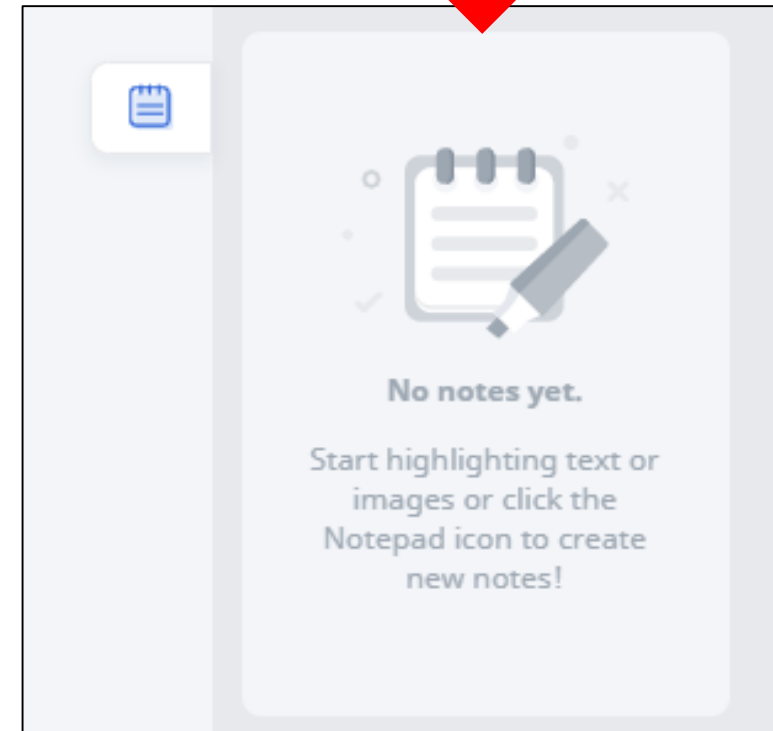 No notes yet.
Start highlighting text or
images or click the
Notepad icon to create
new notes!